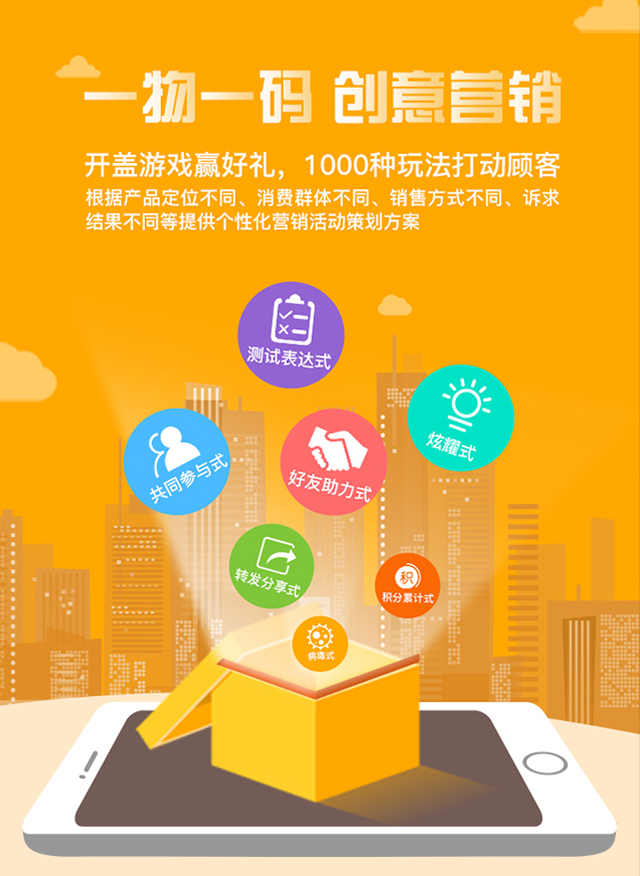 一物一码 创意营销
开盖游戏赢好礼，1000种玩法打动顾客
根据产品定位不同、消费群体不同、销售方式不同、诉求
结果不同等提供个性化营销活动策划方案
测试表达式
炫耀式
共同参与式
好友助力式
转发分享式
积
积分累计式
病毒式